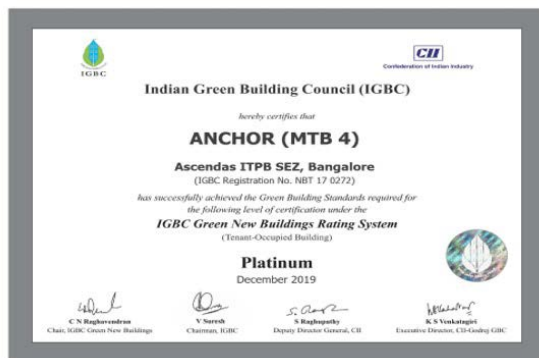 IGBC
CII
Confederation of Indian Industry
Indian Green Building Council (IGBC)
hereby certifies that
ANCHOR (MTB 4)
Ascendas ITPB SEZ, Bangalore
(IGBC Registration No. NBT 17 0272)
has successfully achieved the Green Building Standards required for
the following level of certification under the
IGBC Green New Buildings Rating System
(Tenant-Occupied Building)
Platinum
December 2019
C N Raghavendran
Chair, IGBC Green New Buildings
V Suresh
Chairman, IGBC
S Raghupathy
Deputy Director General, CII
K S Venkatagiri
Executive Director, CII-Godrej GBC